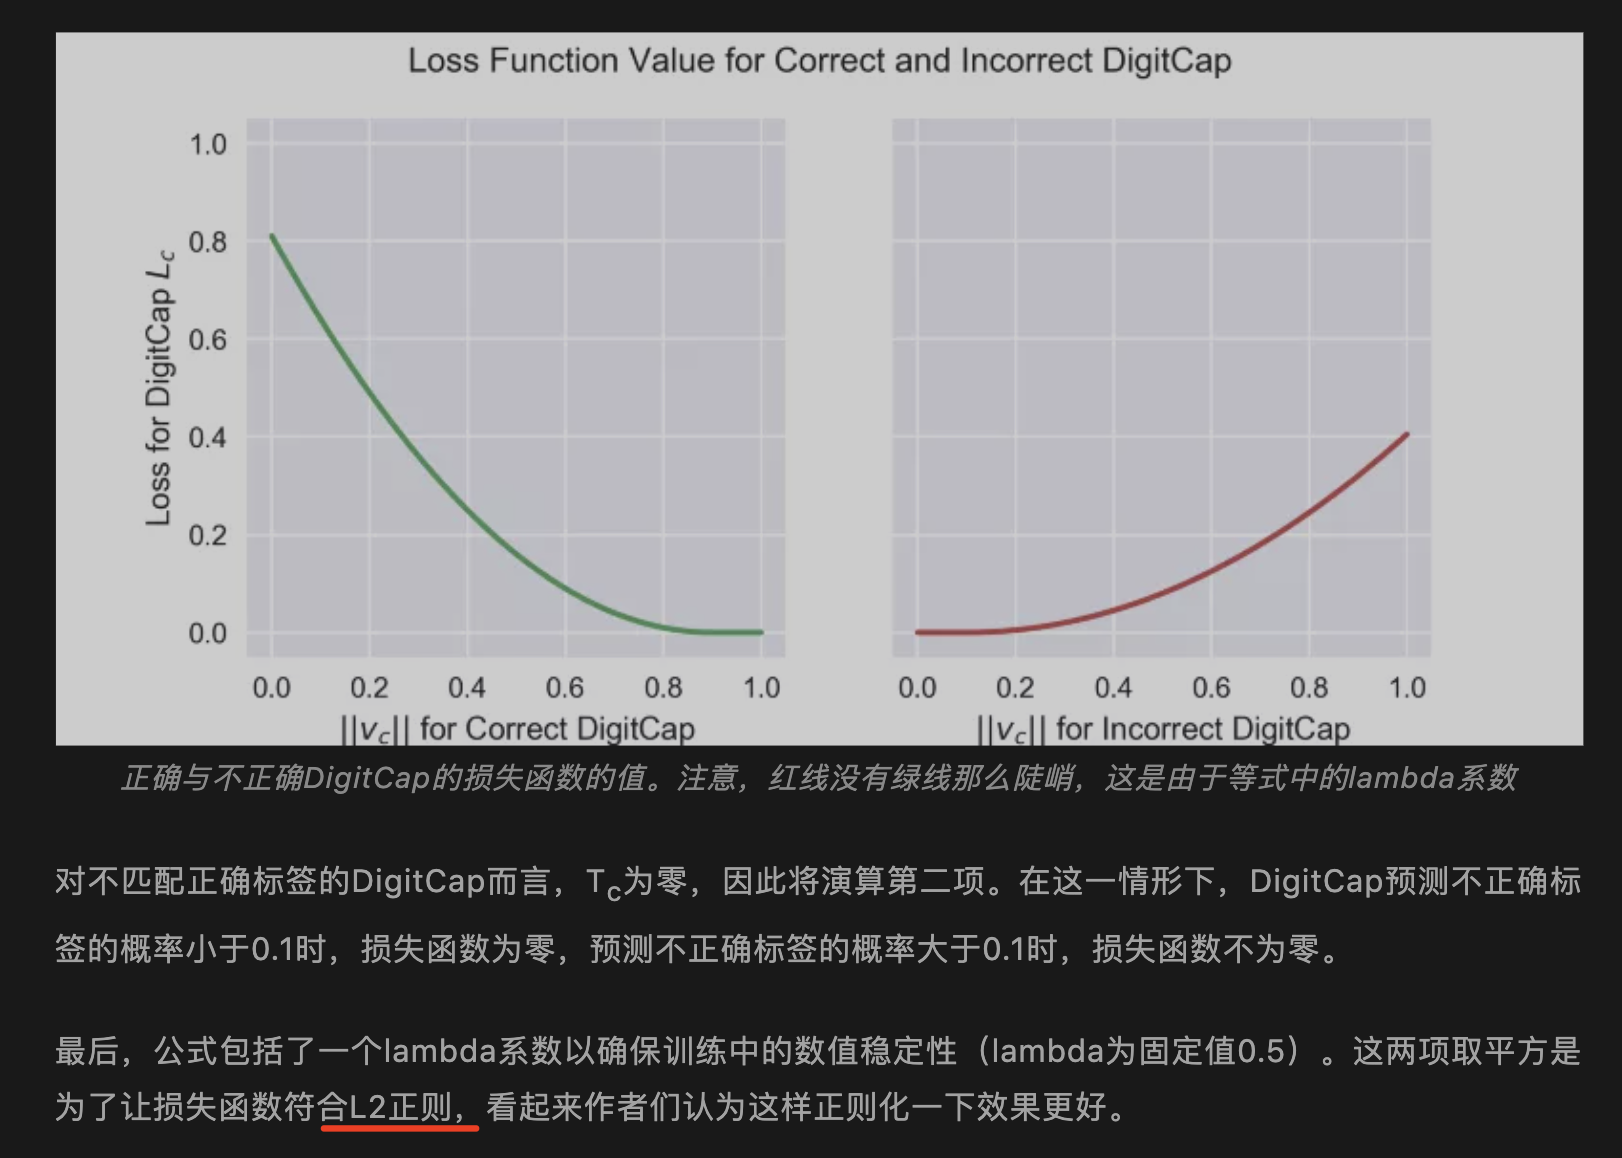 Loss Function Value for Correct and Incorrect DigitCap
Loss for DigitCap Lc
1.0
0.8
0.6
0.4
0.2
0.0
0.0 0.2 0.4 0.6 0.8 1.0
||vc|| for Correct DigitCap
0.0 0.2 0.4 0.6 0.8 1.0
||vc|| for Incorrect DigitCap
正确与不正确DigitCap的损失函数的值。注意，红线没有绿线那么陡峭，这是由于等式中的lambda系数
对不匹配正确标签的DigitCap而言，Tc为零，因此将演算第二项。在这一情形下，DigitCap预测不正确标
签的概率小于0.1时，损失函数为零，预测不正确标签的概率大于0.1时，损失函数不为零。
最后，公式包括了一个lambda系数以确保训练中的数值稳定性（lambda为固定值0.5）。这两项取平方是
为了让损失函数符合L2正则，看起来作者们认为这样正则化一下效果更好。